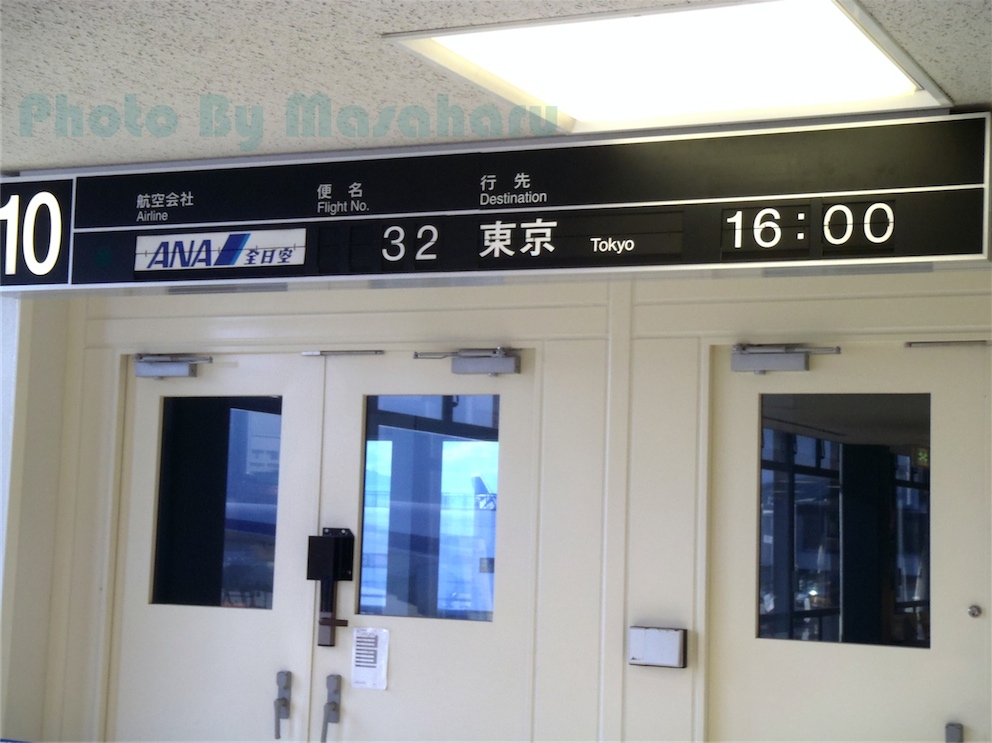 Photo By Masaharu
10
航空会社 便名 行先
Airline Flight No. Destination
ANA 全日空 32 東京 Tokyo 16:00